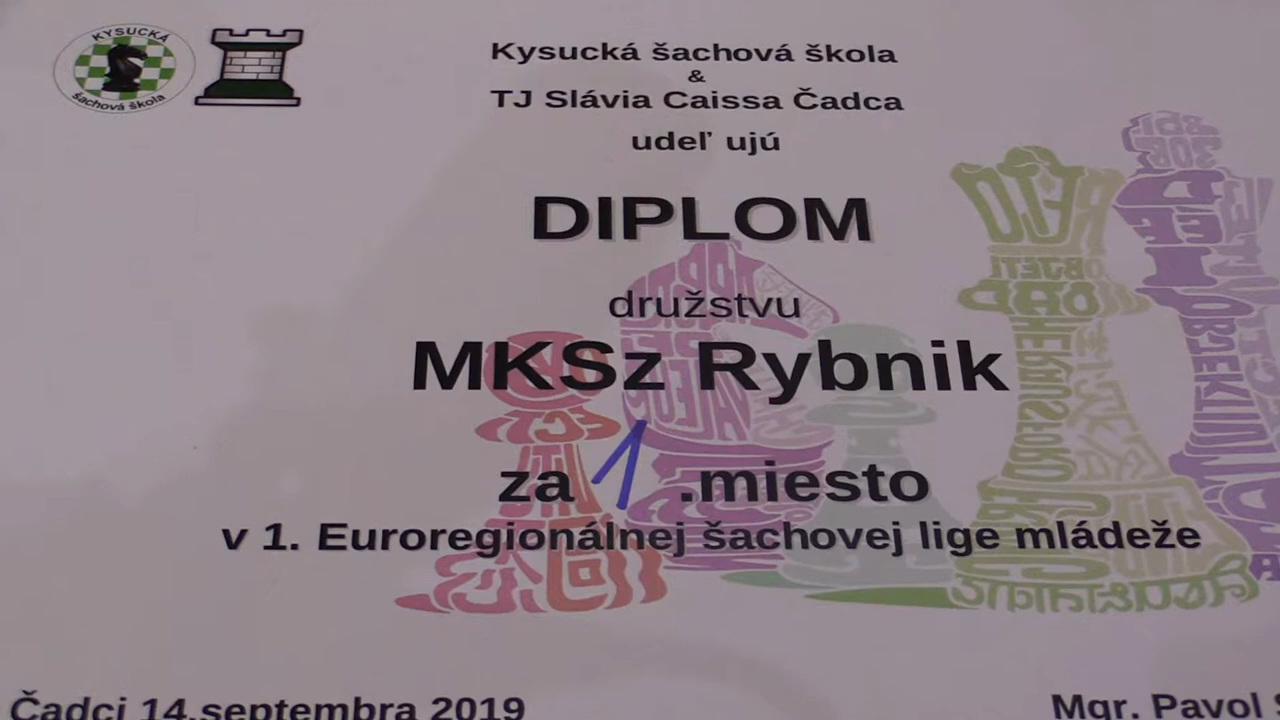 KYSUCKÁ
šachová škola
Kysucká šachová škola
&
TJ Slávia Caissa Čadca
udeľ ujú
DIPLOM
družstvu
MKSz Rybnik
za 1 .miesto
v 1. Euroregionálnej šachovej lige mládeže
Čadci 14.septembra 2019
Mgr. Pavol